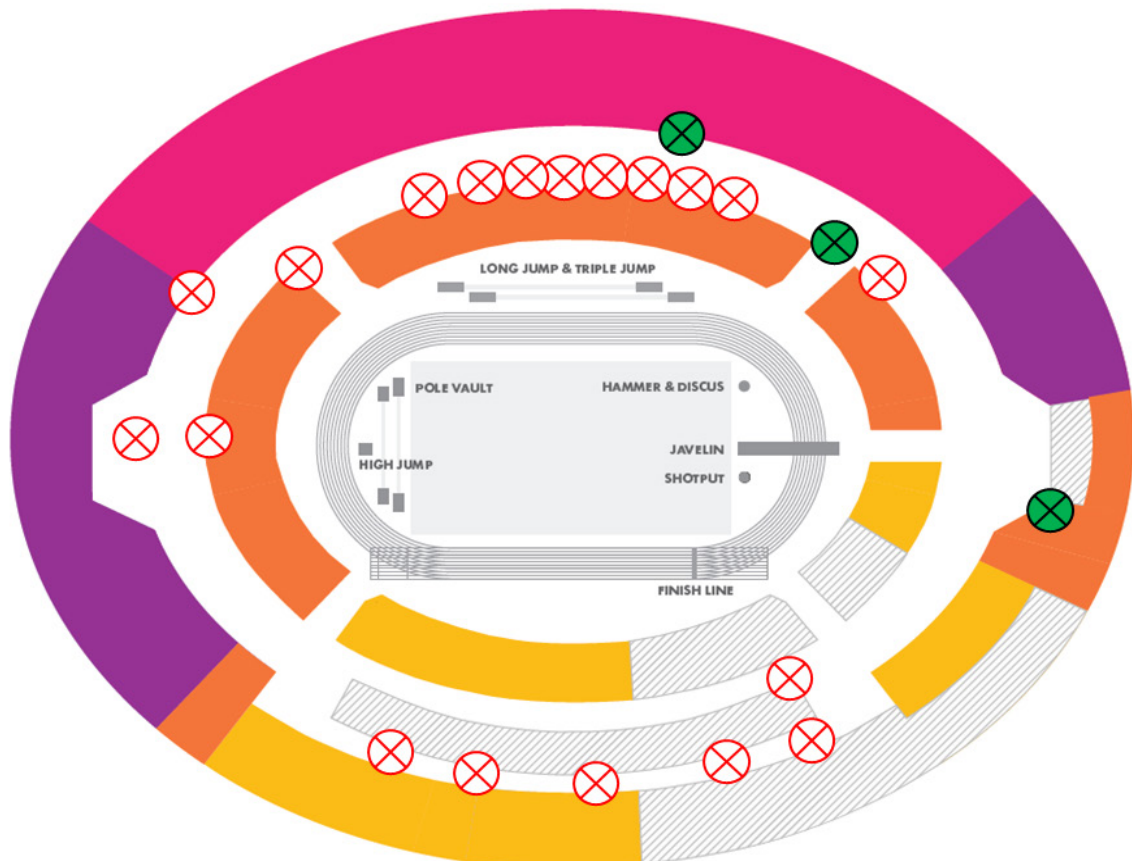 LONG JUMP & TRIPLE JUMP
POLE VAULT
HAMMER & DISCUS
JAVELIN
HIGH JUMP
SHOTPUT
FINISH LINE